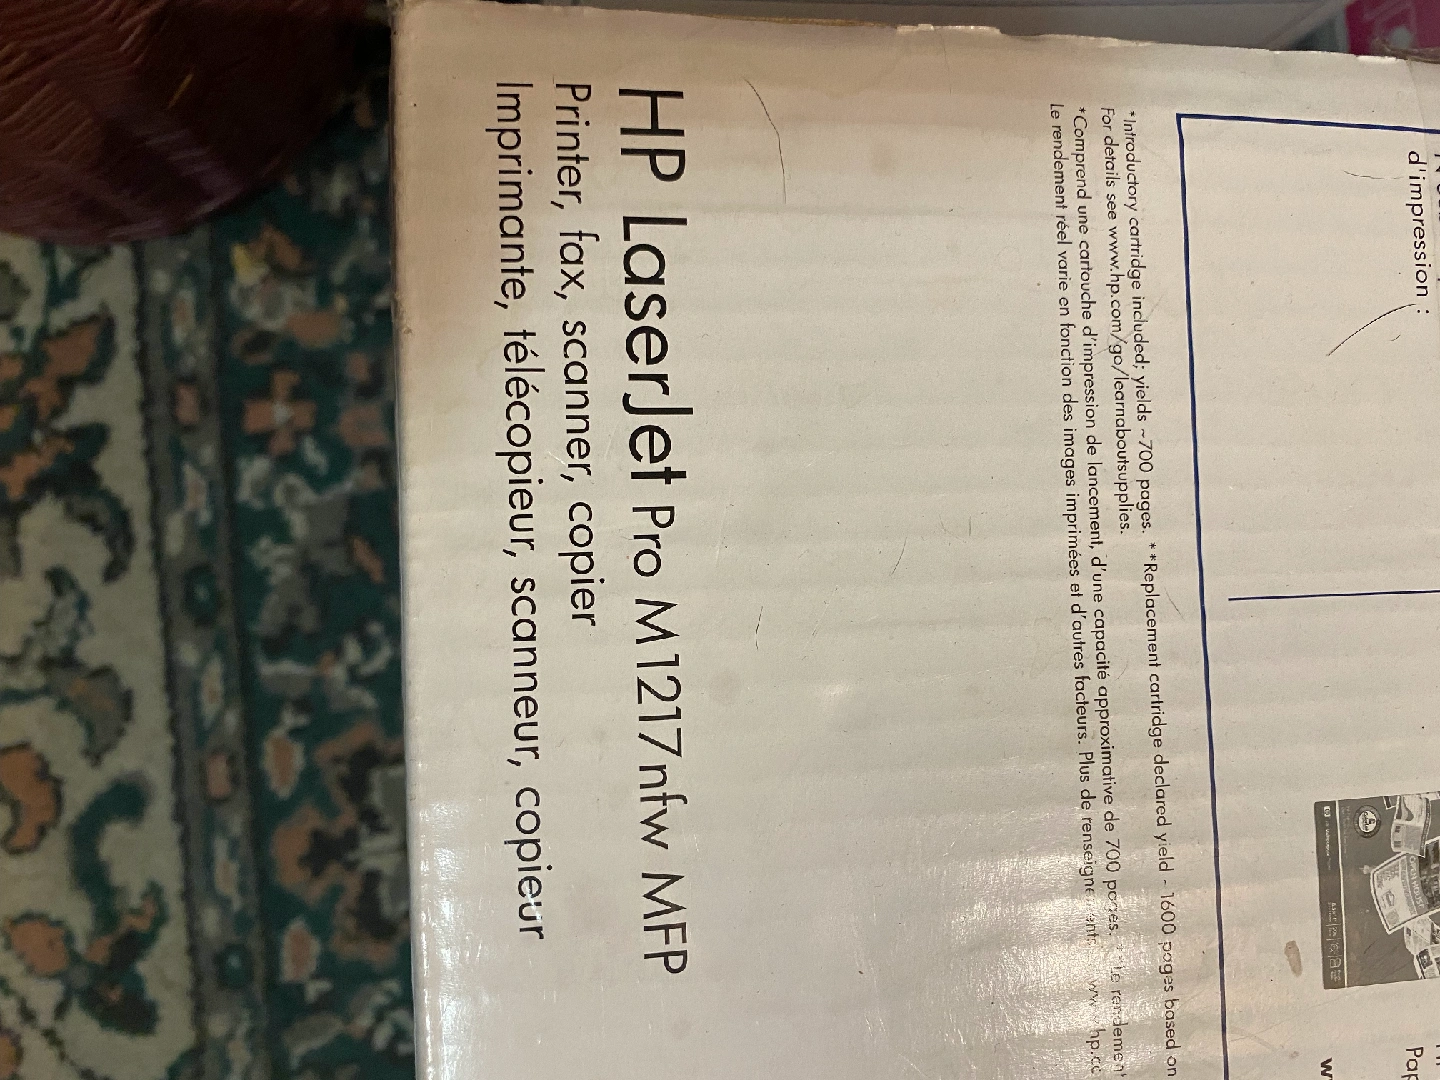 d'impression :
*Introductory cartridge included; yields ~700 pages. **Replacement cartridge declared yield - 1600 pages based on
For details see www.hp.com/go/learnaboutsupplies.
*Comprend une cartouche d'impression de lancement, d'une capacité approximative de 700 pages. **Le rendement
Le rendement réel varie en fonction des images imprimées et d'autres facteurs. Plus de renseignements
HP LaserJet Pro M1217nfw MFP
Printer, fax, scanner, copier
Imprimante, télécopieur, scanneur, copieur